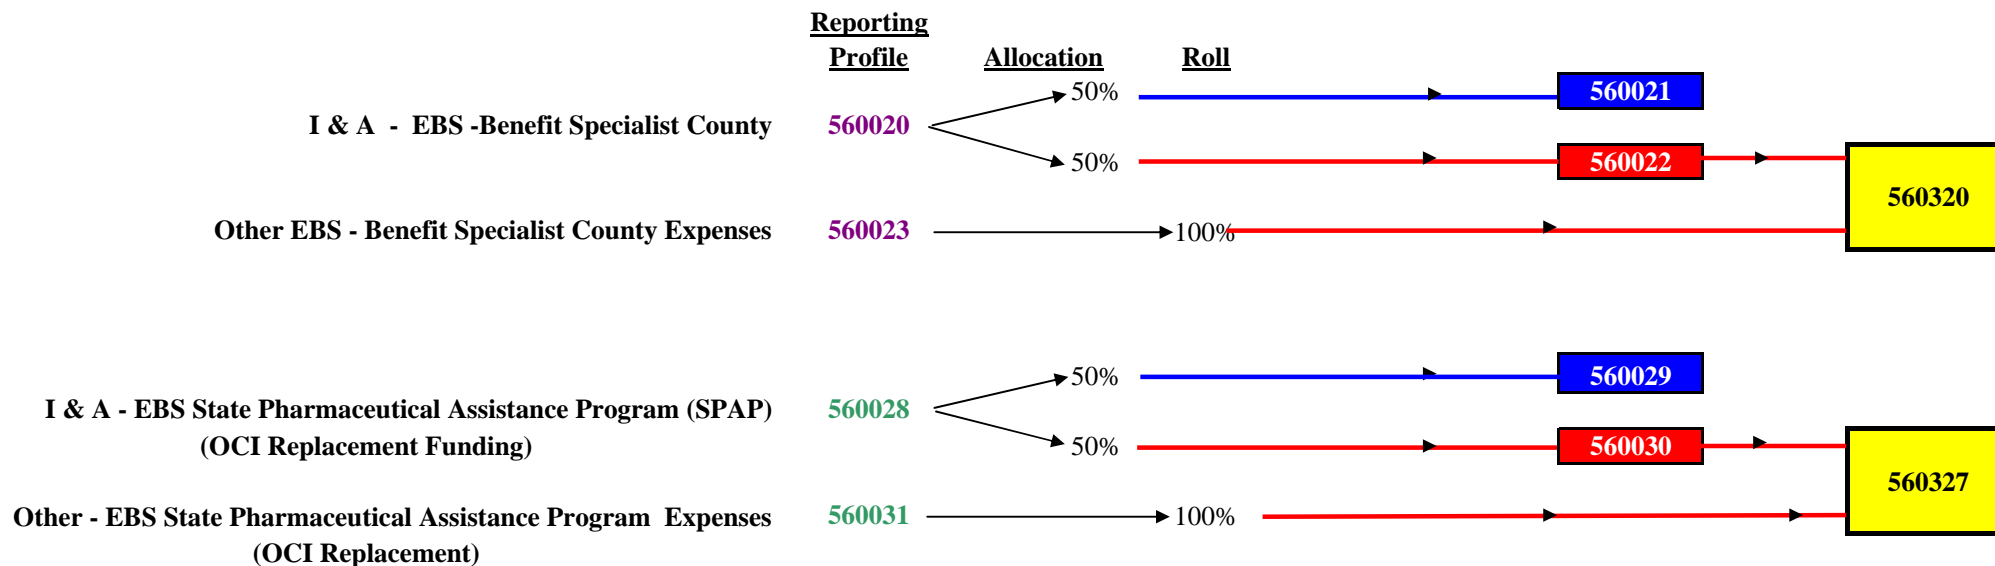 Reporting
Profile Allocation Roll
50% 560021
I & A - EBS -Benefit Specialist County 560020
50% 560022
560320
Other EBS - Benefit Specialist County Expenses 560023 100%
50% 560029
I & A - EBS State Pharmaceutical Assistance Program (SPAP) 560028
(OCI Replacement Funding) 50% 560030
560327
Other - EBS State Pharmaceutical Assistance Program Expenses 560031 100%
(OCI Replacement)